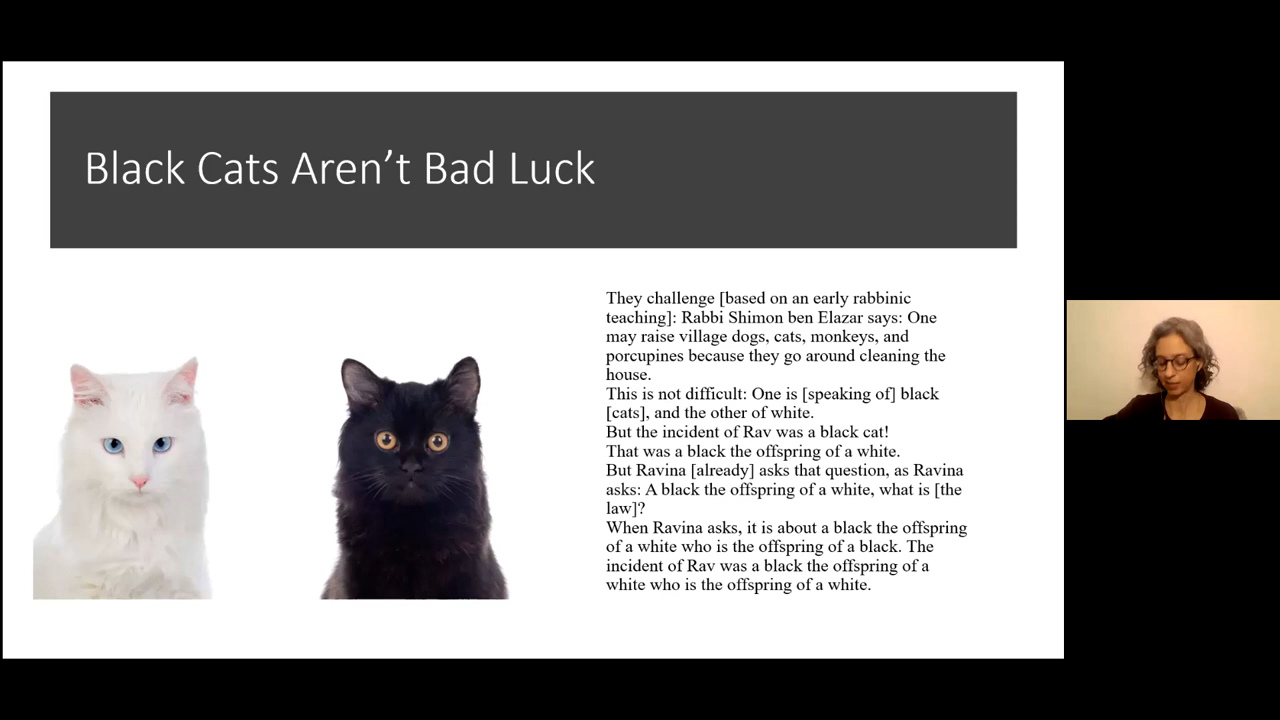 Black Cats Aren’t Bad Luck
They challenge [based on an early rabbinic
teaching]: Rabbi Shimon ben Elazar says: One
may raise village dogs, cats, monkeys, and
porcupines because they go around cleaning the
house.
This is not difficult: One is [speaking of] black
[cats], and the other of white.
But the incident of Rav was a black cat!
That was a black the offspring of a white.
But Ravina [already] asks that question, as Ravina
asks: A black the offspring of a white, what is [the
law]?
When Ravina asks, it is about a black the offspring
of a white who is the offspring of a black. The
incident of Rav was a black the offspring of a
white who is the offspring of a white.